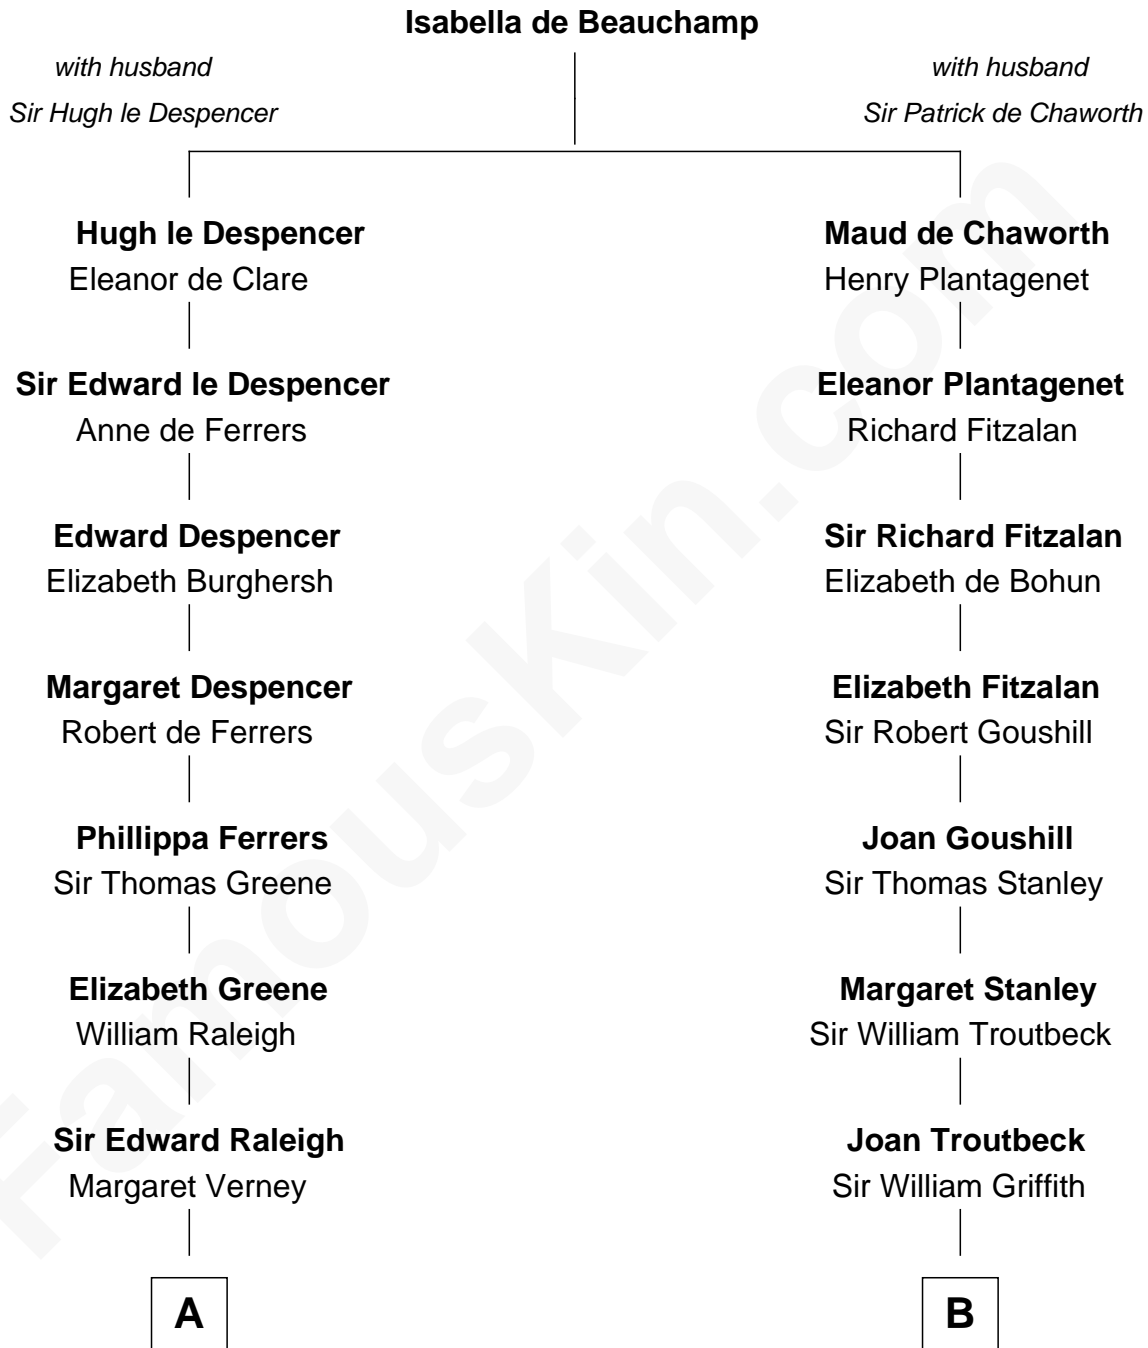 Isabella de Beauchamp
with husband
Sir Hugh le Despencer
with husband
Sir Patrick de Chaworth
Hugh le Despencer
Eleanor de Clare
Maud de Chaworth
Henry Plantagenet
Sir Edward le Despencer
Anne de Ferrers
Eleanor Plantagenet
Richard Fitzalan
Edward Despencer
Elizabeth Burghersh
Sir Richard Fitzalan
Elizabeth de Bohun
Margaret Despencer
Robert de Ferrers
Elizabeth Fitzalan
Sir Robert Goushill
Phillippa Ferrers
Sir Thomas Greene
Joan Goushill
Sir Thomas Stanley
Elizabeth Greene
William Raleigh
Margaret Stanley
Sir William Troutbeck
Sir Edward Raleigh
Margaret Verney
Joan Troutbeck
Sir William Griffith
A
B
FamousKin.com